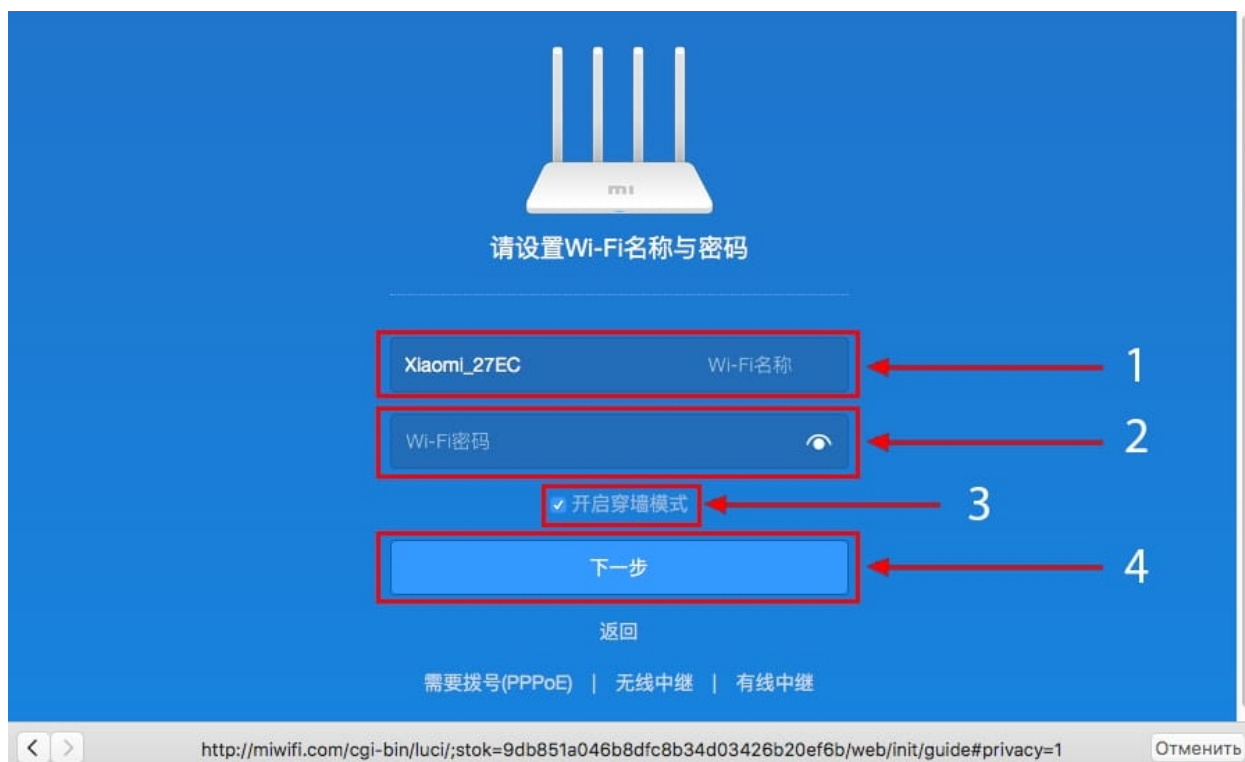 mi
请设置Wi-Fi名称与密码
Xiaomi_27EC Wi-Fi名称 1
Wi-Fi密码 2
开启穿墙模式 3
下一步 4
返回
需要拨号(PPPoE) | 无线中继 | 有线中继
http://miwifi.com/cgi-bin/luci/;stok=9db851a046b8dfc8b34d03426b20ef6b/web/init/guide#privacy=1 Отменить